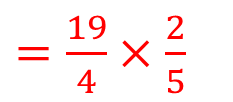 = 19/4 × 2/5